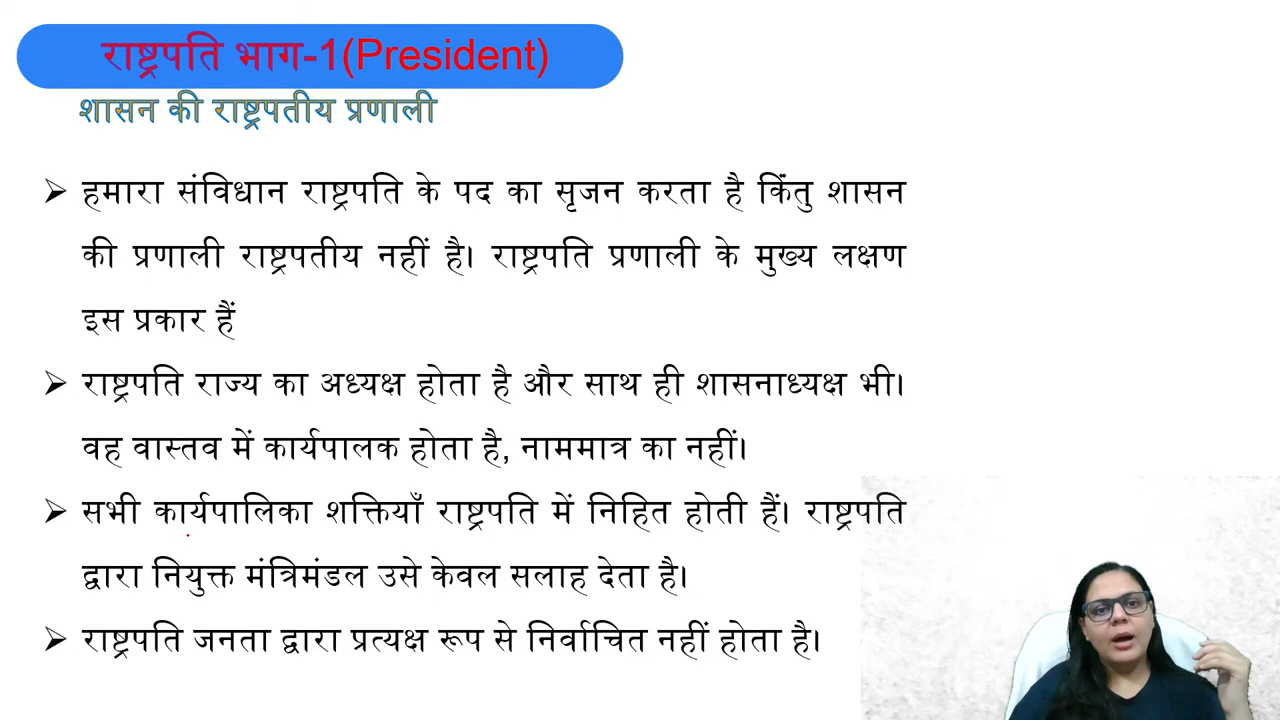 राष्ट्रपति भाग-1(President)
शासन की राष्ट्रपतीय प्रणाली
हमारा संविधान राष्ट्रपति के पद का सृजन करता है किंतु शासन
की प्रणाली राष्ट्रपतीय नहीं है। राष्ट्रपति प्रणाली के मुख्य लक्षण
इस प्रकार हैं
राष्ट्रपति राज्य का अध्यक्ष होता है और साथ ही शासनाध्यक्ष भी।
वह वास्तव में कार्यपालक होता है, नाममात्र का नहीं।
सभी कार्यपालिका शक्तियाँ राष्ट्रपति में निहित होती हैं। राष्ट्रपति
द्वारा नियुक्त मंत्रिमंडल उसे केवल सलाह देता है।
राष्ट्रपति जनता द्वारा प्रत्यक्ष रूप से निर्वाचित नहीं होता है।